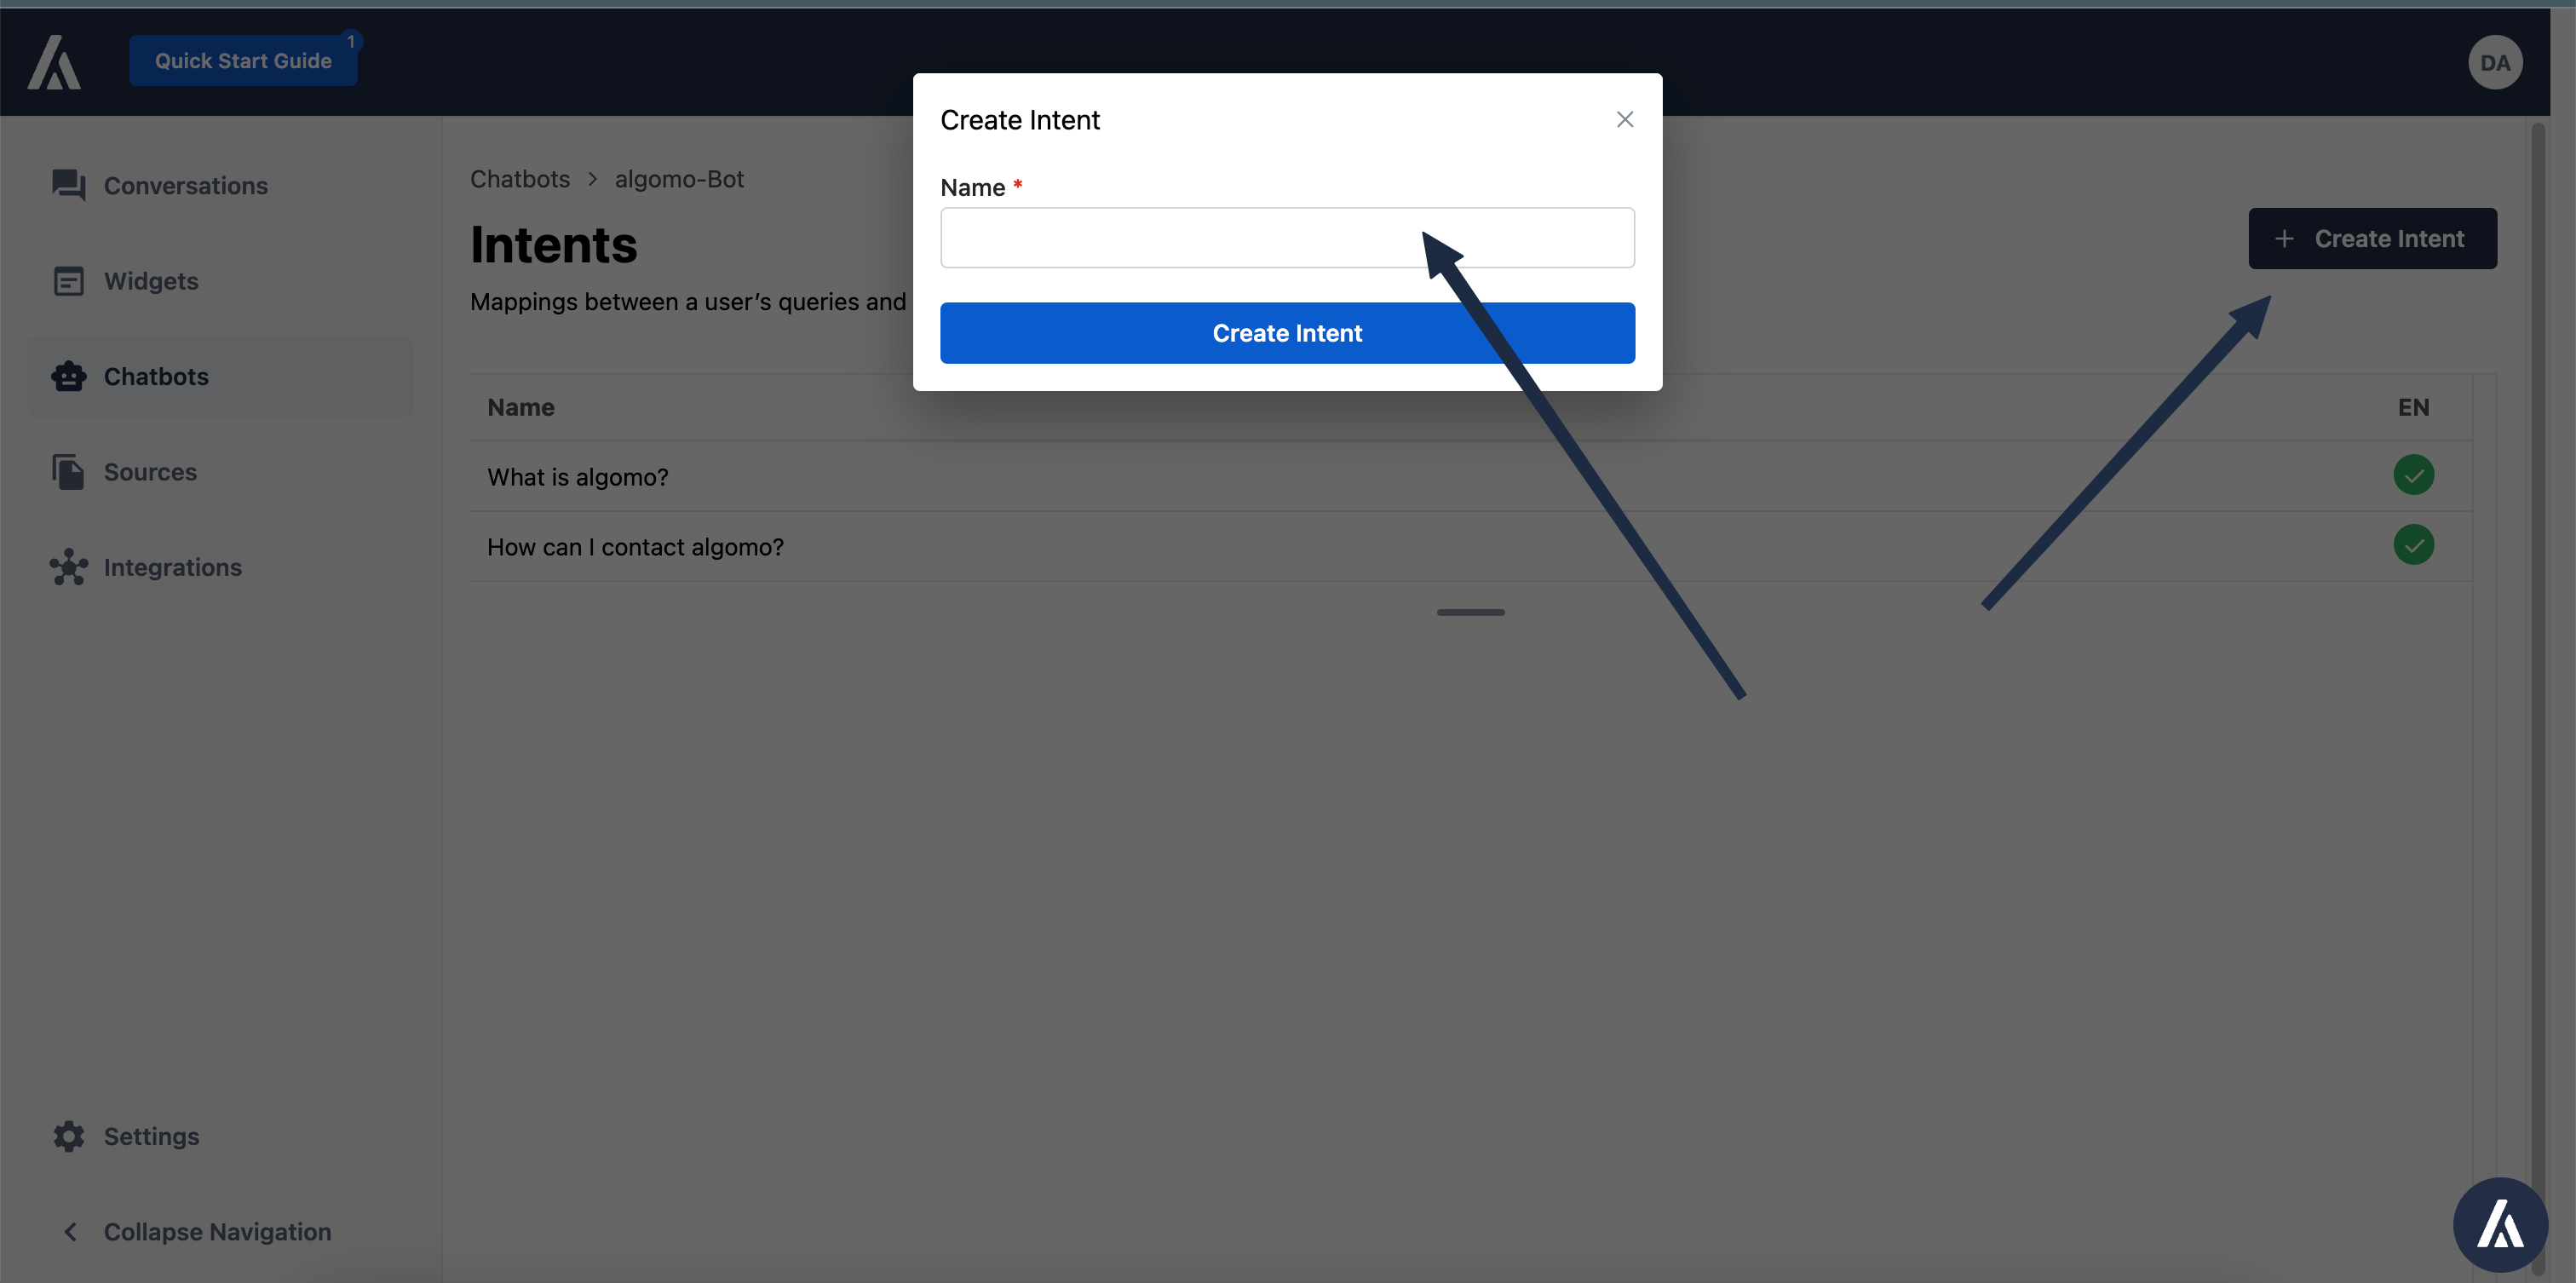 Quick Start Guide
1
DA
Create Intent
Name *
Create Intent
Conversations
Widgets
Chatbots
Sources
Integrations
Settings
Collapse Navigation
Chatbots > algomo-Bot
Intents
Mappings between a user’s queries and
+ Create Intent
Name EN
What is algomo?
How can I contact algomo?